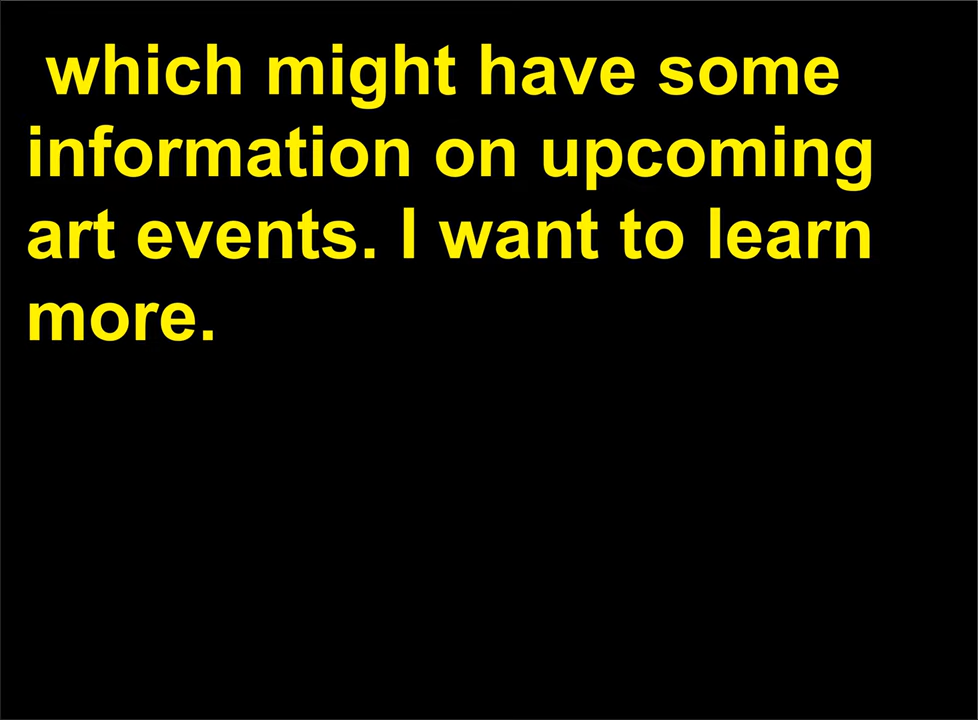 which might have some
information on upcoming
art events. I want to learn
more.